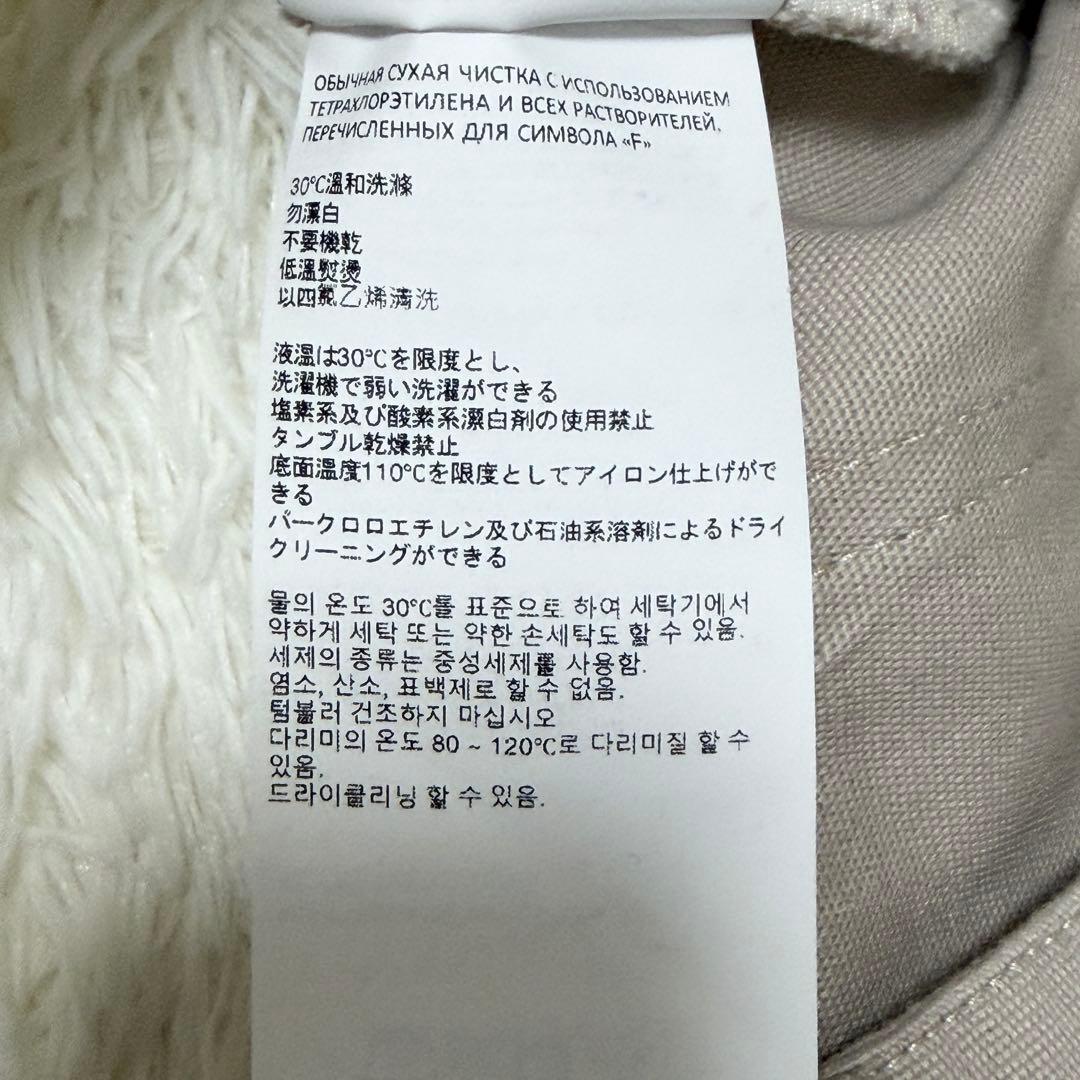 ОБЫЧНАЯ СУХАЯ ЧИСТКА С ИСПОЛЬЗОВАНИЕМ
ТЕТРАХЛОРЭТИЛЕНА И ВСЕХ РАСТВОРИТЕЛЕЙ,
ПЕРЕЧИСЛЕННЫХ ДЛЯ СИМВОЛА «F»
30°C溫和洗滌
勿漂白
不要機乾
低溫熨燙
以四氯乙烯清洗
液温は30°Cを限度とし、
洗濯機で弱い洗濯ができる
塩素系及び酸素系漂白剤の使用禁止
タンブル乾燥禁止
底面温度110°Cを限度としてアイロン仕上げがで
きる
パークロロエチレン及び石油系溶剤によるドライ
クリーニングができる
물의 온도 30°C를 표준으로 하여 세탁기에서
약하게 세탁 또는 약한 손세탁도 할 수 있음.
세제의 종류는 중성세제를 사용함.
염소, 산소, 표백제로 할 수 없음.
텀블러 건조하지 마십시오
다리미의 온도 80 ~ 120°C로 다리미질 할 수
있음.
드라이클리닝 할 수 있음.